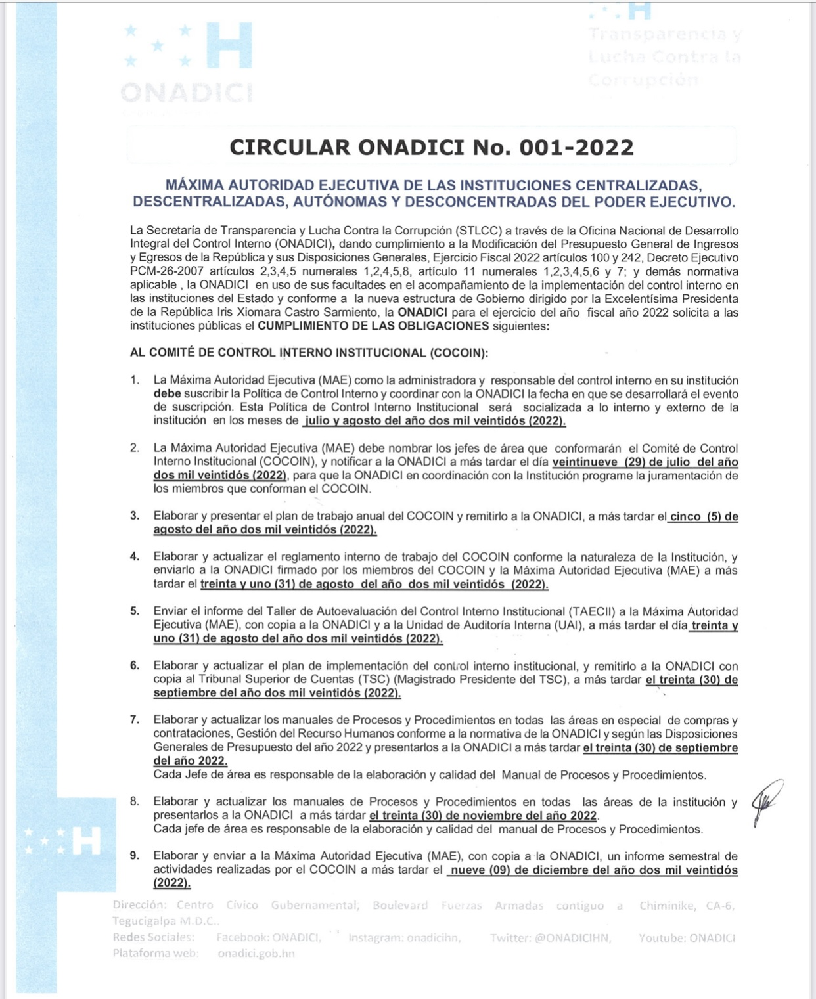 H
ONADICI
H
Transparencia y
Lucha Contra la
Corrupción
CIRCULAR ONADICI No. 001-2022
MÁXIMA AUTORIDAD EJECUTIVA DE LAS INSTITUCIONES CENTRALIZADAS,
DESCENTRALIZADAS, AUTÓNOMAS Y DESCONCENTRADAS DEL PODER EJECUTIVO.
La Secretaría de Transparencia y Lucha Contra la Corrupción (STLCC) a través de la Oficina Nacional de Desarrollo
Integral del Control Interno (ONADICI), dando cumplimiento a la Modificación del Presupuesto General de Ingresos
y Egresos de la República y sus Disposiciones Generales, Ejercicio Fiscal 2022 artículos 100 y 242, Decreto Ejecutivo
PCM-26-2007 artículos 2,3,4,5 numerales 1,2,4,5,8, artículo 11 numerales 1,2,3,4,5,6 y 7; y demás normativa
aplicable , la ONADICI en uso de sus facultades en el acompañamiento de la implementación del control interno en
las instituciones del Estado y conforme a la nueva estructura de Gobierno dirigido por la Excelentísima Presidenta
de la República Iris Xiomara Castro Sarmiento, la ONADICI para el ejercicio del año fiscal año 2022 solicita a las
instituciones públicas el CUMPLIMIENTO DE LAS OBLIGACIONES siguientes:
AL COMITÉ DE CONTROL INTERNO INSTITUCIONAL (COCOIN):
1. La Máxima Autoridad Ejecutiva (MAE) como la administradora y responsable del control interno en su institución
debe suscribir la Política de Control Interno y coordinar con la ONADICI la fecha en que se desarrollará el evento
de suscripción. Esta Política de Control Interno Institucional será socializada a lo interno y externo de la
institución en los meses de julio y agosto del año dos mil veintidós (2022).
2. La Máxima Autoridad Ejecutiva (MAE) debe nombrar los jefes de área que conformarán el Comité de Control
Interno Institucional (COCOIN), y notificar a la ONADICI a más tardar el día veintinueve (29) de julio del año
dos mil veintidós (2022), para que la ONADICI en coordinación con la Institución programe la juramentación de
los miembros que conforman el COCOIN.
3. Elaborar y presentar el plan de trabajo anual del COCOIN y remitirlo a la ONADICI, a más tardar el cinco (5) de
agosto del año dos mil veintidós (2022).
4. Elaborar y actualizar el reglamento interno de trabajo del COCOIN conforme la naturaleza de la Institución, y
enviarlo a la ONADICI firmado por los miembros del COCOIN y la Máxima Autoridad Ejecutiva (MAE) a más
tardar el treinta y uno (31) de agosto del año dos mil veintidós (2022).
5. Enviar el informe del Taller de Autoevaluación del Control Interno Institucional (TAECII) a la Máxima Autoridad
Ejecutiva (MAE), con copia a la ONADICI y a la Unidad de Auditoría Interna (UAI), a más tardar el día treinta y
uno (31) de agosto del año dos mil veintidós (2022).
6. Elaborar y actualizar el plan de implementación del control interno institucional, y remitirlo a la ONADICI con
copia al Tribunal Superior de Cuentas (TSC) (Magistrado Presidente del TSC), a más tardar el treinta (30) de
septiembre del año dos mil veintidós (2022).
7. Elaborar y actualizar los manuales de Procesos y Procedimientos en todas las áreas en especial de compras y
contrataciones, Gestión del Recurso Humanos conforme a la normativa de la ONADICI y según las Disposiciones
Generales de Presupuesto del año 2022 y presentarlos a la ONADICI a más tardar el treinta (30) de septiembre
del año 2022.
Cada Jefe de área es responsable de la elaboración y calidad del Manual de Procesos y Procedimientos.
8. Elaborar y actualizar los manuales de Procesos y Procedimientos en todas las áreas de la institución y
presentarlos a la ONADICI a más tardar el treinta (30) de noviembre del año 2022.
Cada jefe de área es responsable de la elaboración y calidad del manual de Procesos y Procedimientos.
H
9. Elaborar y enviar a la Máxima Autoridad Ejecutiva (MAE), con copia a la ONADICI, un informe semestral de
actividades realizadas por el COCOIN a más tardar el nueve (09) de diciembre del año dos mil veintidós
(2022).
Dirección: Centro Cívico Gubernamental, Boulevard Fuerzas Armadas contiguo a Chiminike, CA-6,
Tegucigalpa M.D.C..
Redes Sociales: Facebook: ONADICI, Instagram: onadicihn, Twitter: @ONADICIHN, Youtube: ONADICI
Plataforma web: onadici.gob.hn